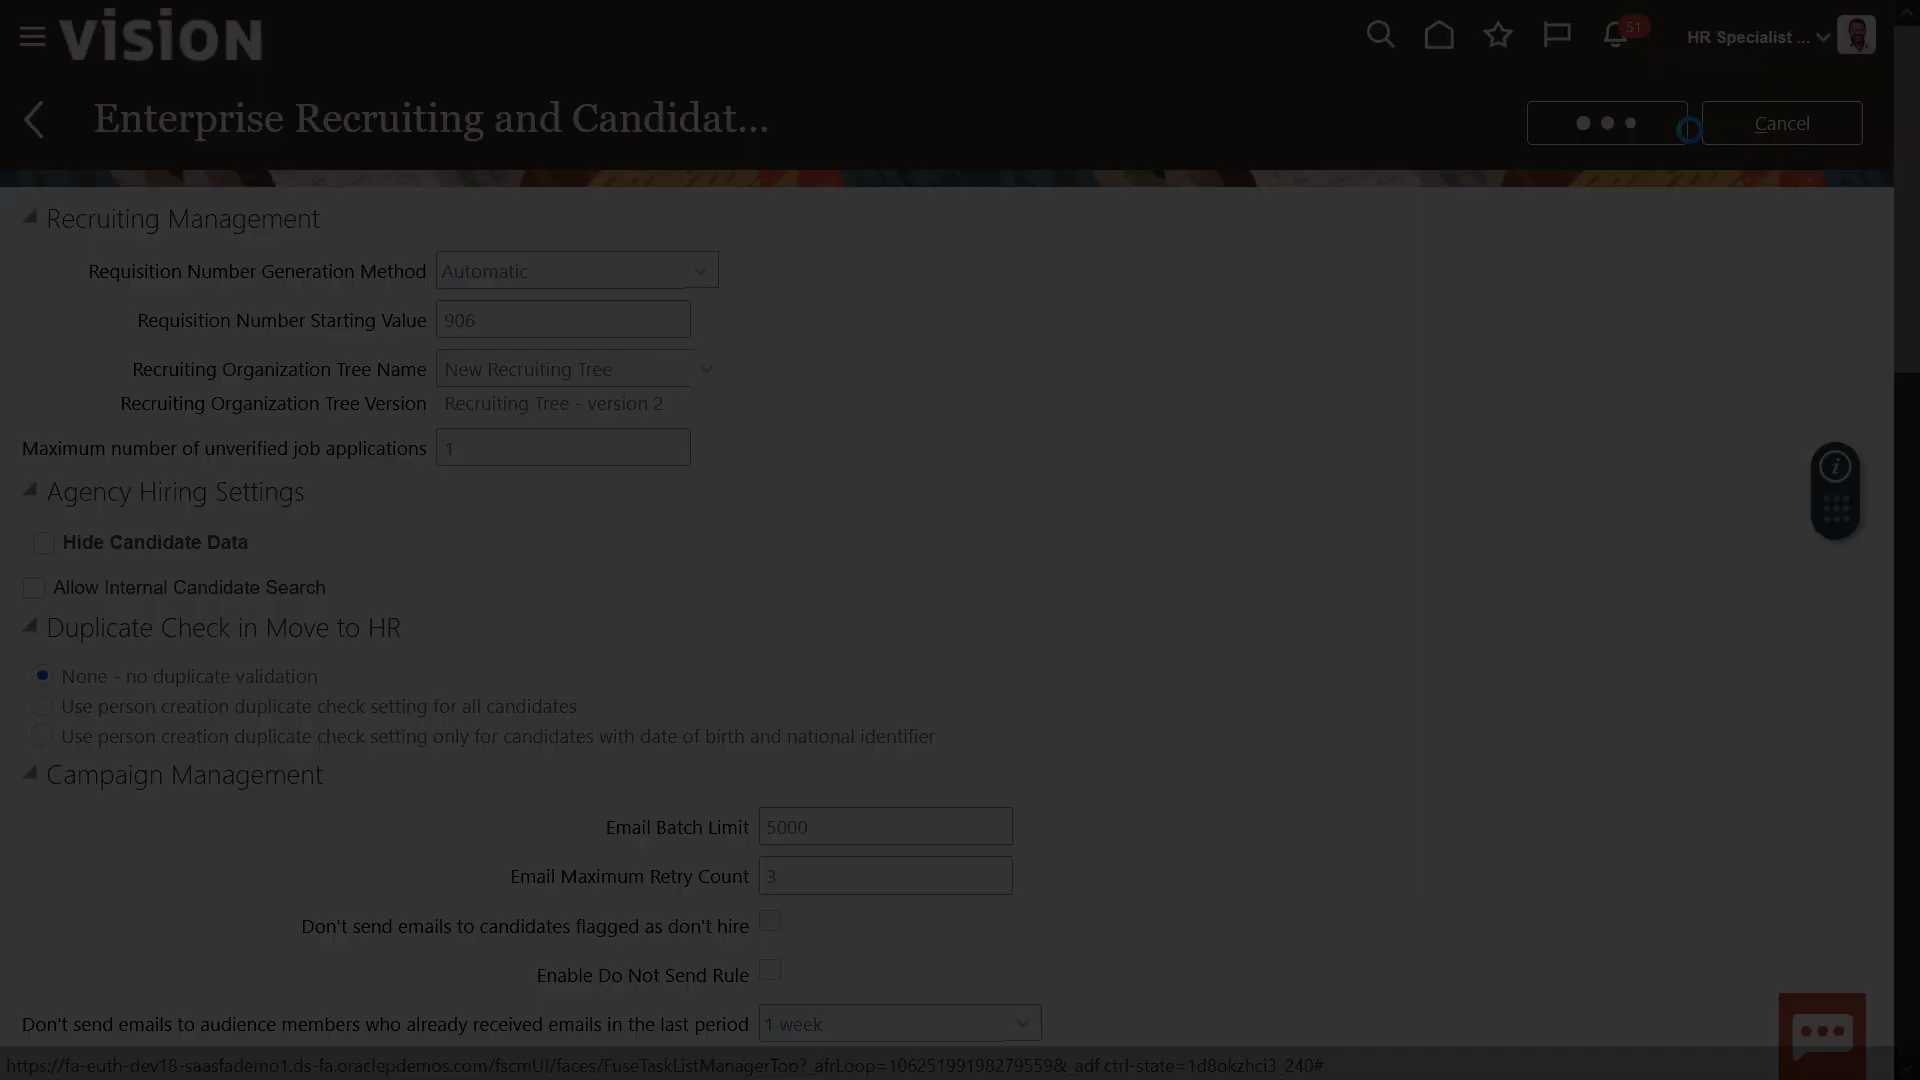 vision
51
HR Specialist ...
Enterprise Recruiting and Candidat...
Cancel
Recruiting Management
Requisition Number Generation Method Automatic
Requisition Number Starting Value 906
Recruiting Organization Tree Name New Recruiting Tree
Recruiting Organization Tree Version Recruiting Tree - version 2
Maximum number of unverified job applications 1
Agency Hiring Settings
Hide Candidate Data
Allow Internal Candidate Search
Duplicate Check in Move to HR
None - no duplicate validation
Use person creation duplicate check setting for all candidates
Use person creation duplicate check setting only for candidates with date of birth and national identifier
Campaign Management
Email Batch Limit 5000
Email Maximum Retry Count 3
Don't send emails to candidates flagged as don't hire
Enable Do Not Send Rule
Don't send emails to audience members who already received emails in the last period 1 week
https://fa-euth-dev18-saasfademo1.ds-fa.oraclepdemos.com/fscmUI/faces/FuseTaskListManagerTop?_afrLoop=10625199198279559&_adf.ctrl-state=1d8okzhci3_240#